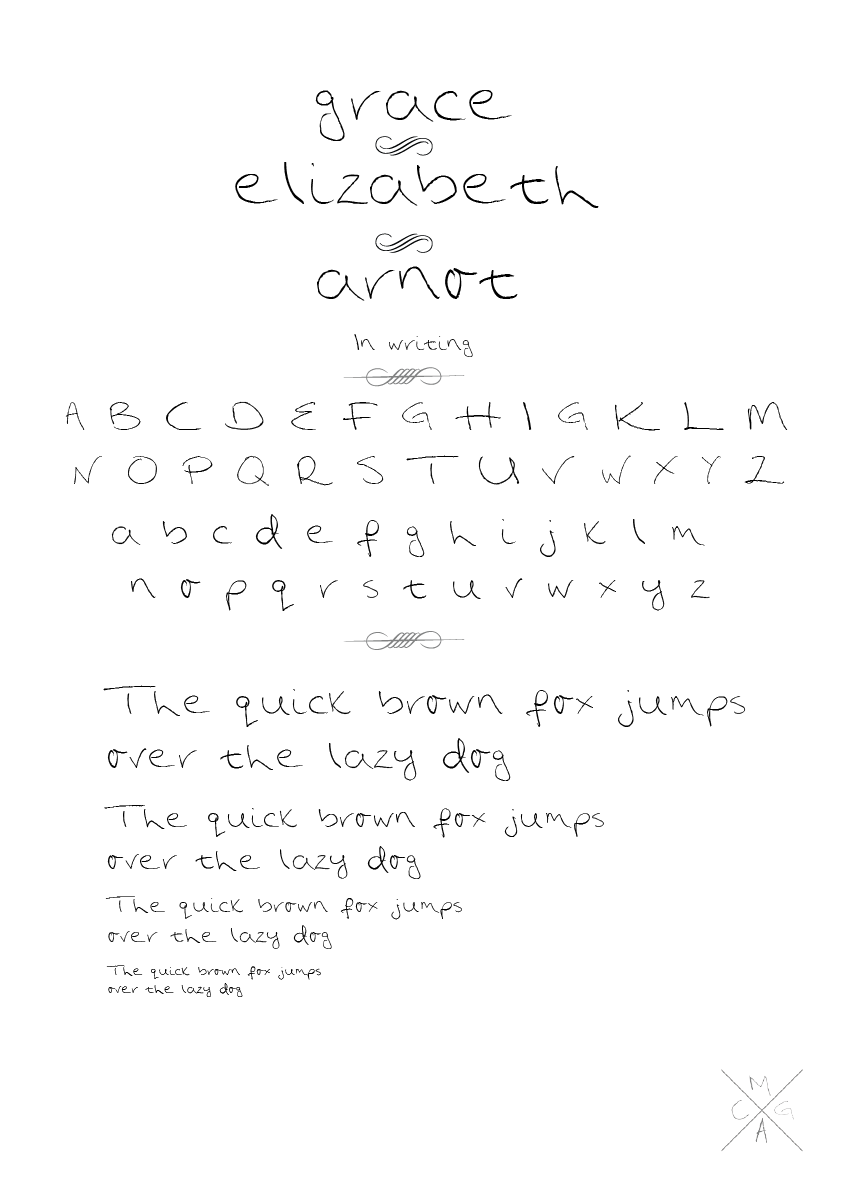 grace
elizabeth
arnot
In writing
A B C D E F G H I G K L M
N O P Q R S T U V W X Y Z
a b c d e f g h i j k l m
n o p q r s t u v w x y z
The quick brown fox jumps
over the lazy dog
The quick brown fox jumps
over the lazy dog
The quick brown fox jumps
over the lazy dog
The quick brown fox jumps
over the lazy dog
M
C G
A